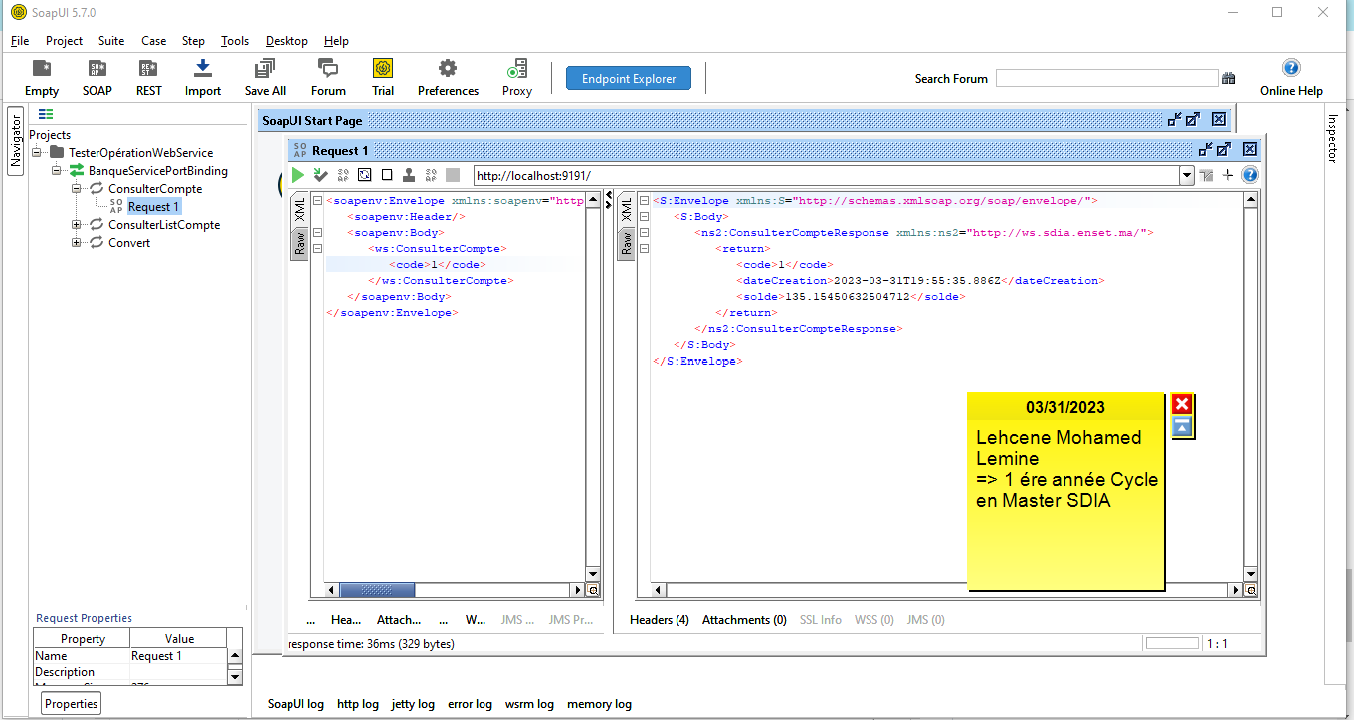 SoapUI 5.7.0
File Project Suite Case Step Tools Desktop Help
Empty SOAP REST Import Save All Forum Trial Preferences Proxy
Endpoint Explorer
Search Forum
Online Help
Navigator
Projects
TesterOpérationWebService
BanqueServicePortBinding
ConsulterCompte
SOAP Request 1
ConsulterListCompte
Convert
SoapUI Start Page
SOAP Request 1
http://localhost:9191/
XML
Raw
<soapenv:Envelope xmlns:soapenv="http
<soapenv:Header/>
<soapenv:Body>
<ws:ConsulterCompte>
<code>1</code>
</ws:ConsulterCompte>
</soapenv:Body>
</soapenv:Envelope>
XML
Raw
<S:Envelope xmlns:S="http://schemas.xmlsoap.org/soap/envelope/">
<S:Body>
<ns2:ConsulterCompteResponse xmlns:ns2="http://ws.sdia.enset.ma/">
<return>
<code>1</code>
<dateCreation>2023-03-31T19:55:35.886Z</dateCreation>
<solde>135.15450632504712</solde>
</return>
</ns2:ConsulterCompteResponse>
</S:Body>
</S:Envelope>
03/31/2023
Lehcene Mohamed
Lemine
=> 1 ére année Cycle
en Master SDIA
Inspector
... Hea... Attach... ... W... JMS ... JMS Pr...
Headers (4) Attachments (0) SSL Info WSS (0) JMS (0)
response time: 36ms (329 bytes)
1 : 1
Request Properties
Property Value
Name Request 1
Description
Properties
SoapUI log http log jetty log error log wsrm log memory log